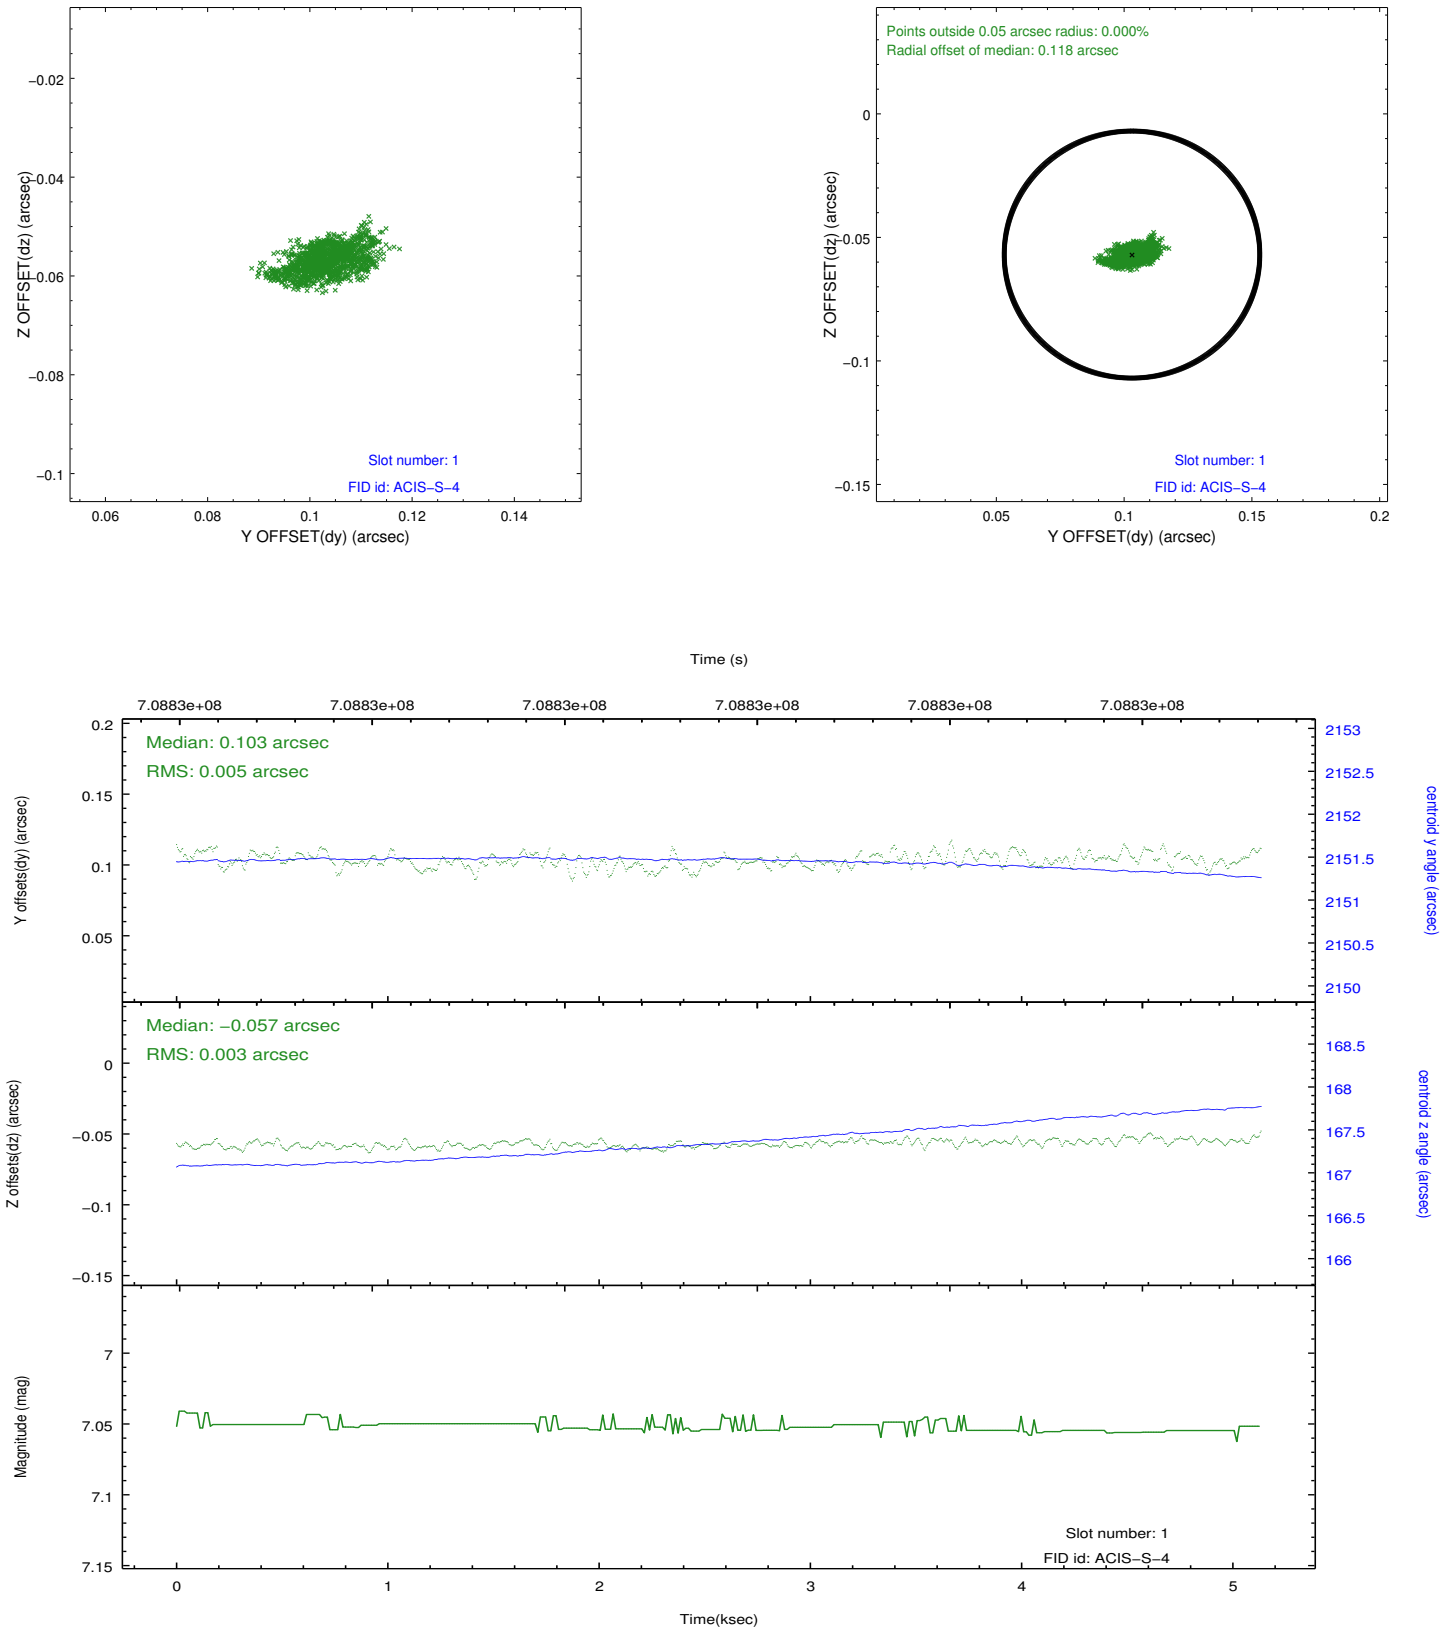 −0.02
−0.04
−0.06
−0.08
−0.1
Z OFFSET(dz) (arcsec)
Slot number: 1
FID id: ACIS−S−4
0.06 0.08 0.1 0.12 0.14
Y OFFSET(dy) (arcsec)
Points outside 0.05 arcsec radius: 0.000%
Radial offset of median: 0.118 arcsec
0
−0.05
−0.1
−0.15
Z OFFSET(dz) (arcsec)
Slot number: 1
FID id: ACIS−S−4
0.05 0.1 0.15 0.2
Y OFFSET(dy) (arcsec)
Time (s)
7.0883e+08 7.0883e+08 7.0883e+08 7.0883e+08 7.0883e+08 7.0883e+08
Median: 0.103 arcsec
RMS: 0.005 arcsec
0.2
0.15
0.1
0.05
Y offsets(dy) (arcsec)
2153
2152.5
2152
2151.5
2151
2150.5
2150
centroid y angle (arcsec)
Median: −0.057 arcsec
RMS: 0.003 arcsec
0
−0.05
−0.1
−0.15
Z offsets(dz) (arcsec)
168.5
168
167.5
167
166.5
166
centroid z angle (arcsec)
7
7.05
7.1
7.15
Magnitude (mag)
Slot number: 1
FID id: ACIS−S−4
0 1 2 3 4 5
Time(ksec)